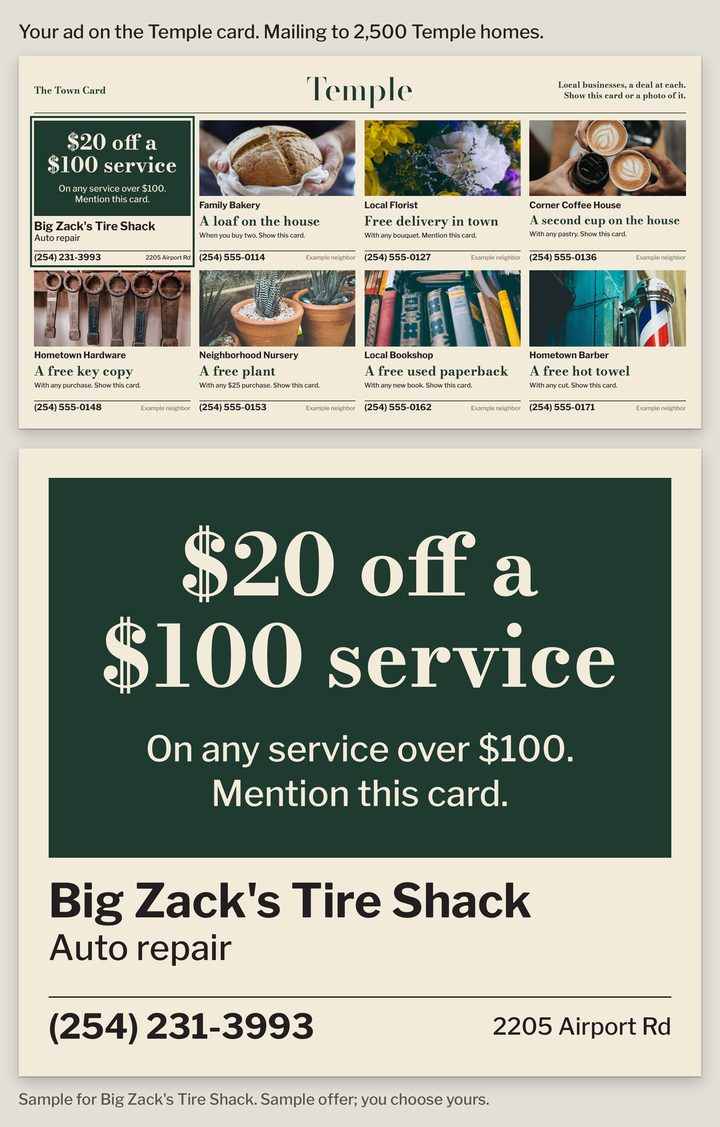 Your ad on the Temple card. Mailing to 2,500 Temple homes.
The Town Card
Temple
Local businesses, a deal at each.
Show this card or a photo of it.
$20 off a
$100 service
On any service over $100.
Mention this card.
Big Zack's Tire Shack
Auto repair
(254) 231-3993
2205 Airport Rd
Family Bakery
A loaf on the house
When you buy two. Show this card.
(254) 555-0114
Example neighbor
Local Florist
Free delivery in town
With any bouquet. Mention this card.
(254) 555-0127
Example neighbor
Corner Coffee House
A second cup on the house
With any pastry. Show this card.
(254) 555-0136
Example neighbor
Hometown Hardware
A free key copy
With any purchase. Show this card.
(254) 555-0148
Example neighbor
Neighborhood Nursery
A free plant
With any $25 purchase. Show this card.
(254) 555-0153
Example neighbor
Local Bookshop
A free used paperback
With any new book. Show this card.
(254) 555-0162
Example neighbor
Hometown Barber
A free hot towel
With any cut. Show this card.
(254) 555-0171
Example neighbor
$20 off a
$100 service
On any service over $100.
Mention this card.
Big Zack's Tire Shack
Auto repair
(254) 231-3993
2205 Airport Rd
Sample for Big Zack's Tire Shack. Sample offer; you choose yours.